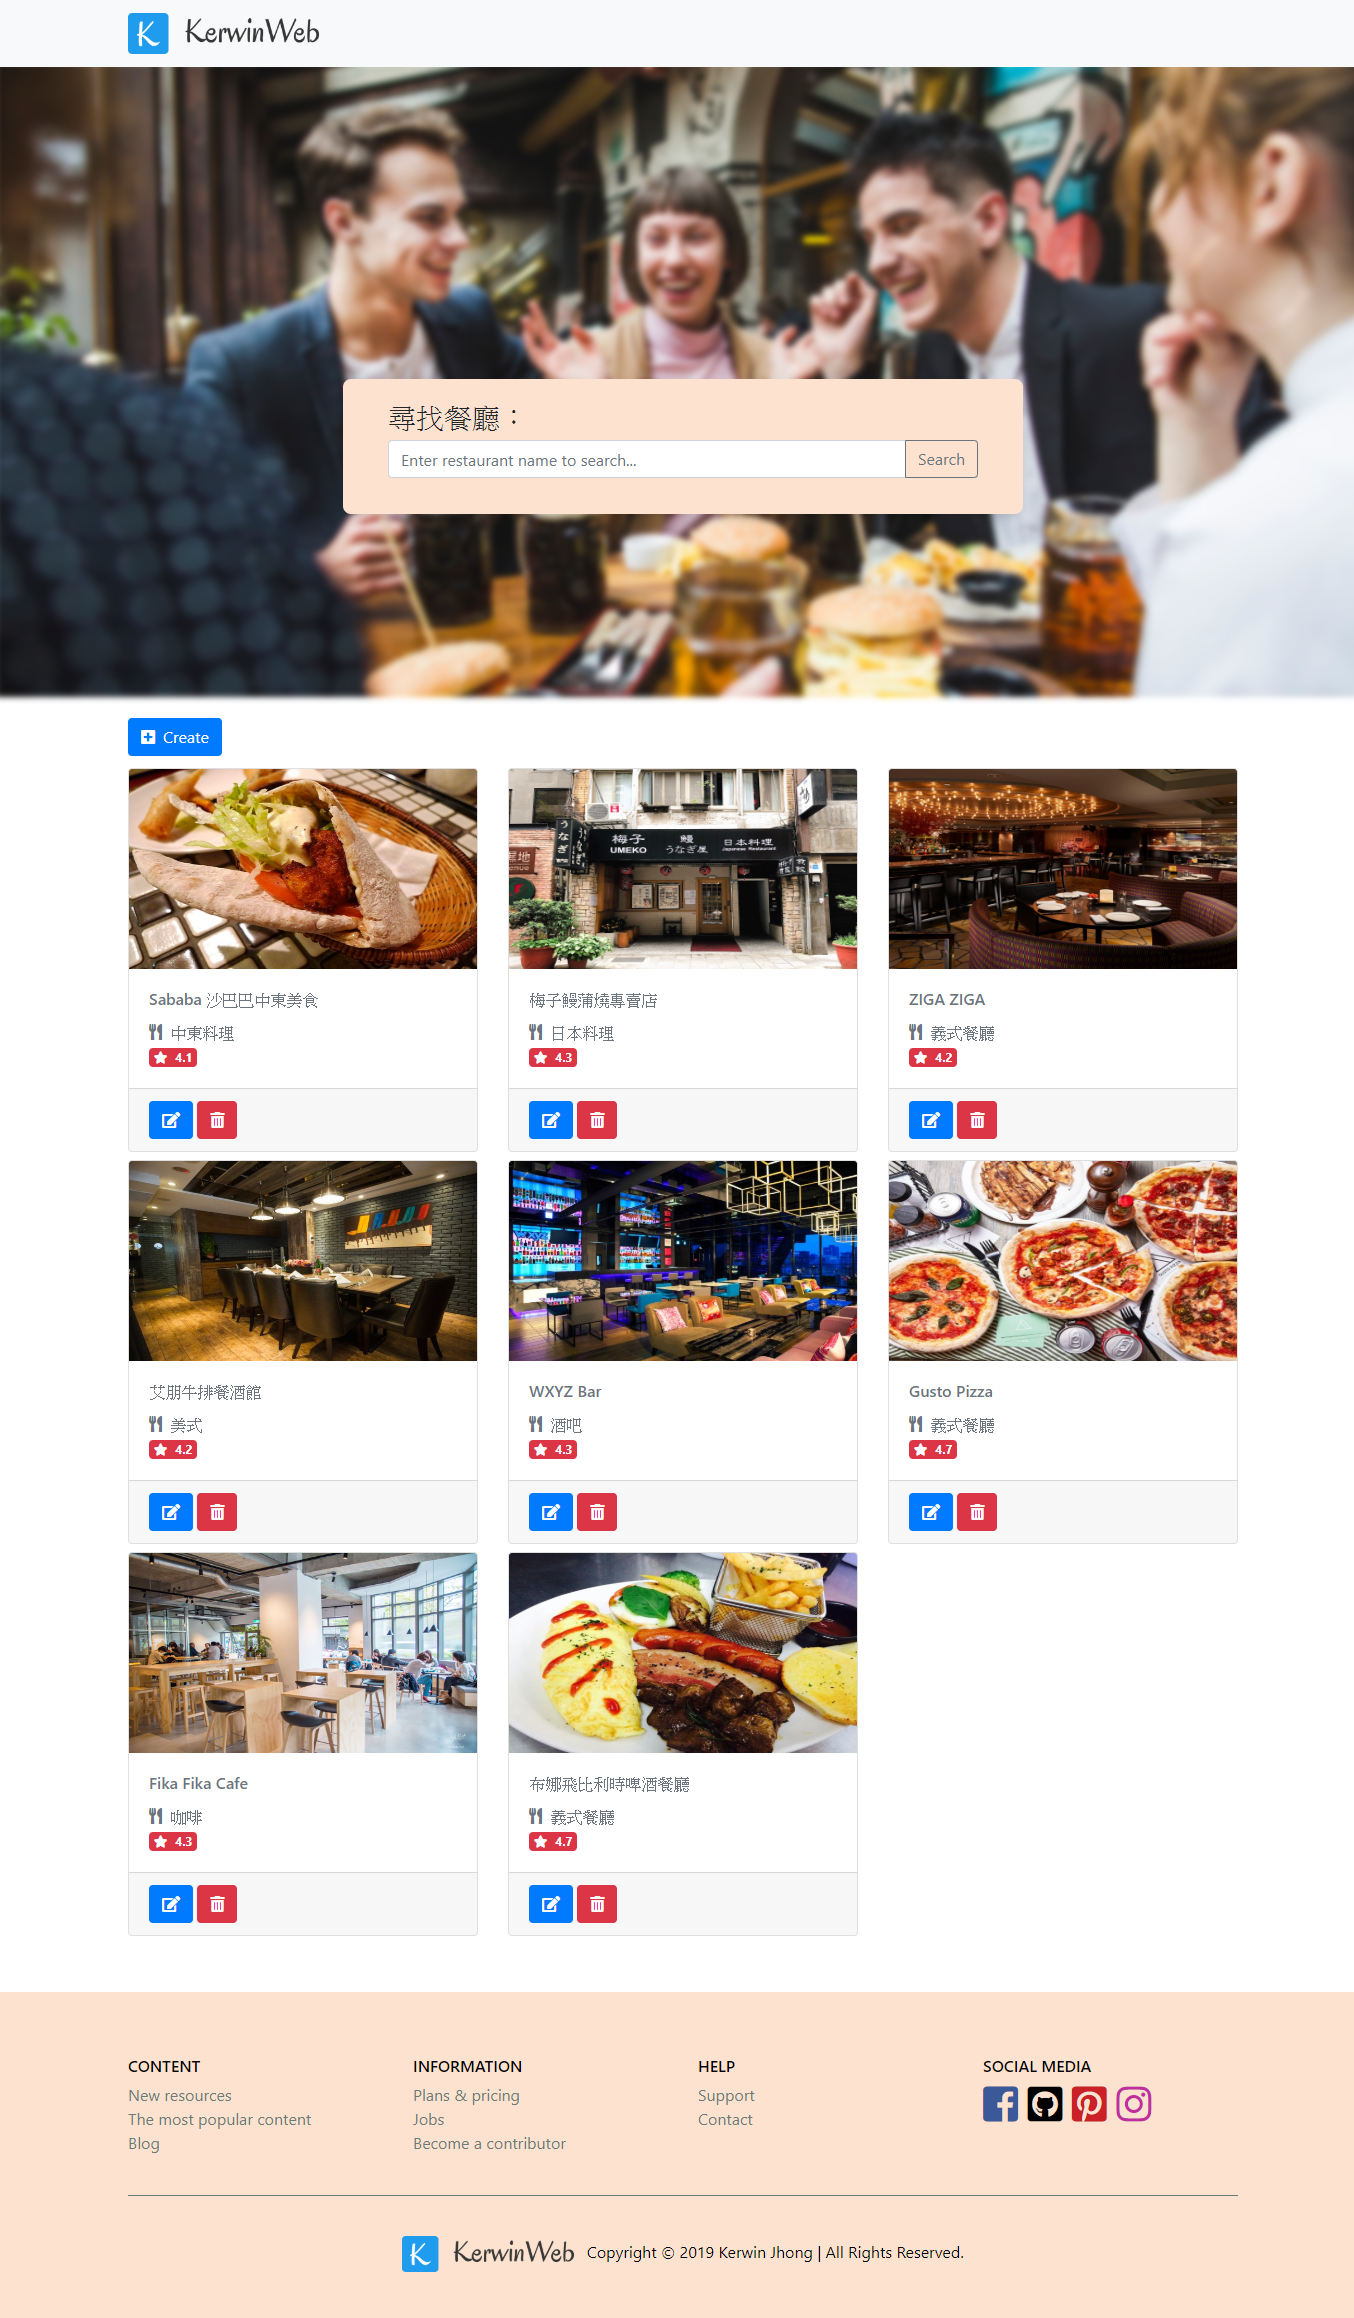 K KerwinWeb
尋找餐廳：
Enter restaurant name to search...
Search
Create
梅子 鰻 日本料理
UMEKO うなぎ屋 Japanese Restaurant
うなぎ
Sababa 沙巴巴中東美食
中東料理
4.1
梅子鰻蒲燒專賣店
日本料理
4.3
ZIGA ZIGA
義式餐廳
4.2
艾朋牛排餐酒館
美式
4.2
WXYZ Bar
酒吧
4.3
Gusto Pizza
義式餐廳
4.7
Fika Fika Cafe
咖啡
4.3
布娜飛比利時啤酒餐廳
義式餐廳
4.7
CONTENT
New resources
The most popular content
Blog
INFORMATION
Plans & pricing
Jobs
Become a contributor
HELP
Support
Contact
SOCIAL MEDIA
K KerwinWeb Copyright © 2019 Kerwin Jhong | All Rights Reserved.